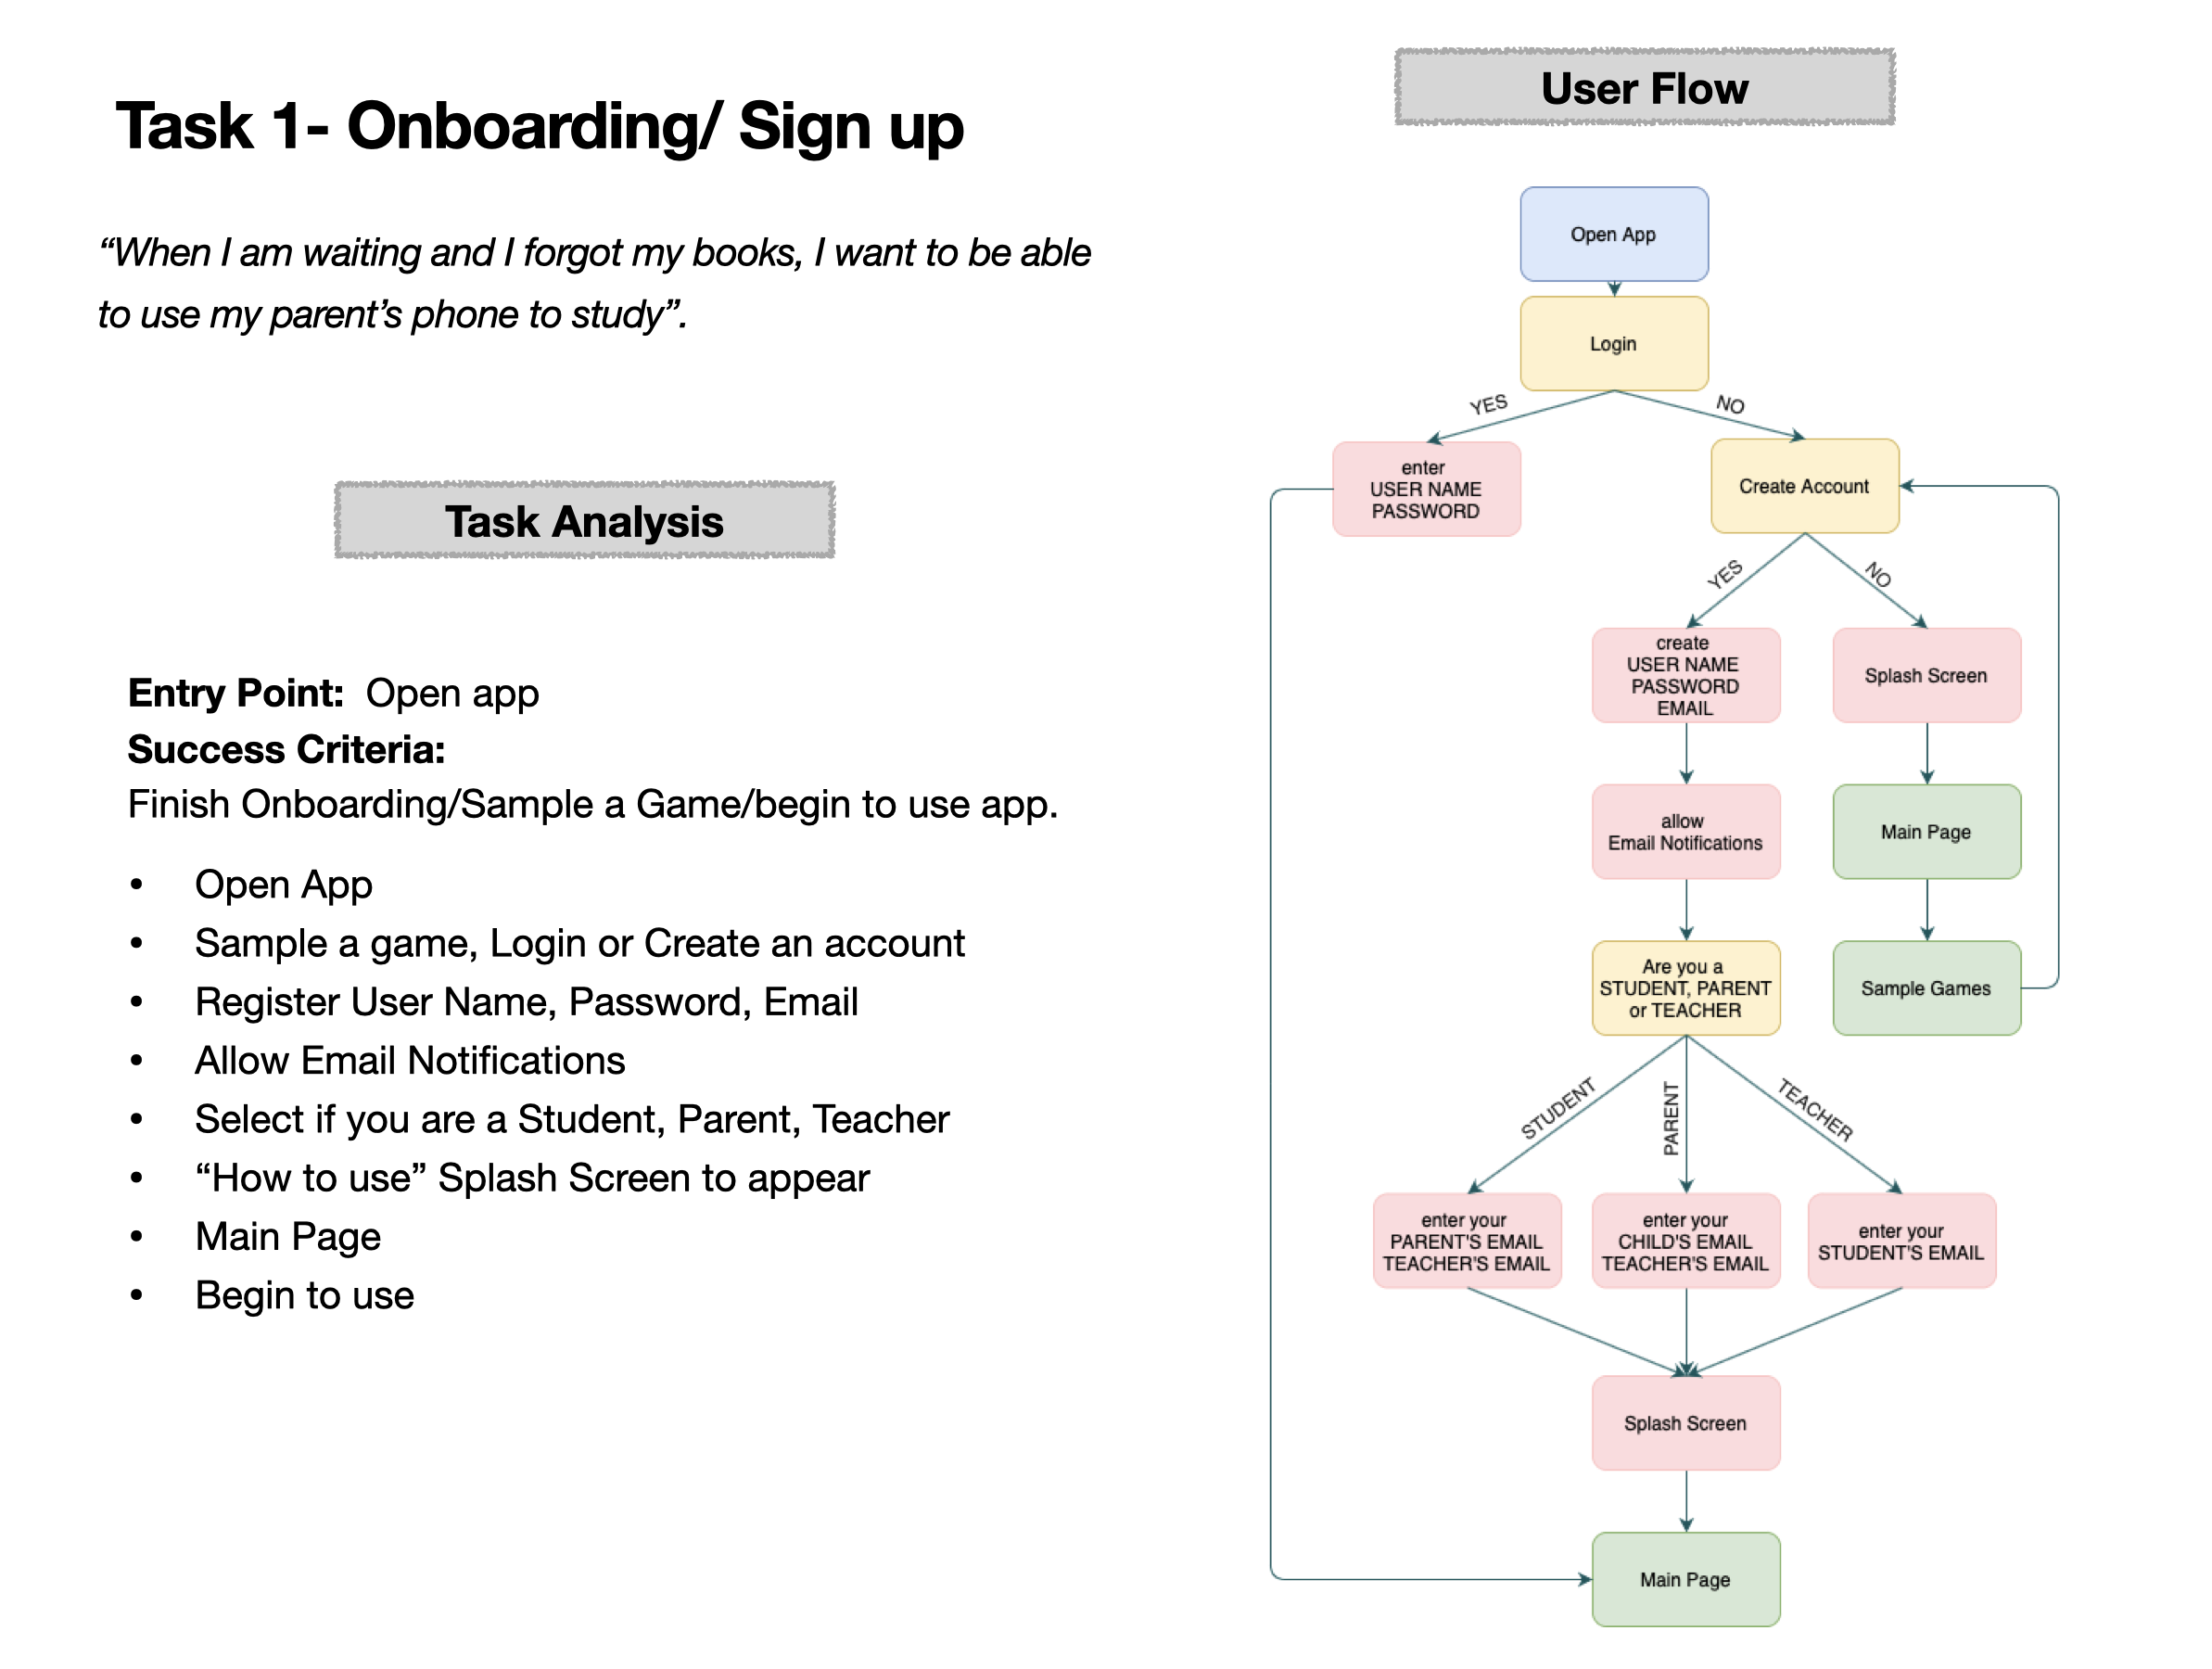 Task 1- Onboarding/ Sign up
“When I am waiting and I forgot my books, I want to be able
to use my parent’s phone to study”.
Task Analysis
Entry Point: Open app
Success Criteria:
Finish Onboarding/Sample a Game/begin to use app.
• Open App
• Sample a game, Login or Create an account
• Register User Name, Password, Email
• Allow Email Notifications
• Select if you are a Student, Parent, Teacher
• “How to use” Splash Screen to appear
• Main Page
• Begin to use
User Flow
Open App
Login
YES
NO
enter
USER NAME
PASSWORD
Create Account
YES
NO
create
USER NAME
PASSWORD
EMAIL
Splash Screen
allow
Email Notifications
Main Page
Are you a
STUDENT, PARENT
or TEACHER
Sample Games
STUDENT
PARENT
TEACHER
enter your
PARENT'S EMAIL
TEACHER'S EMAIL
enter your
CHILD'S EMAIL
TEACHER'S EMAIL
enter your
STUDENT'S EMAIL
Splash Screen
Main Page